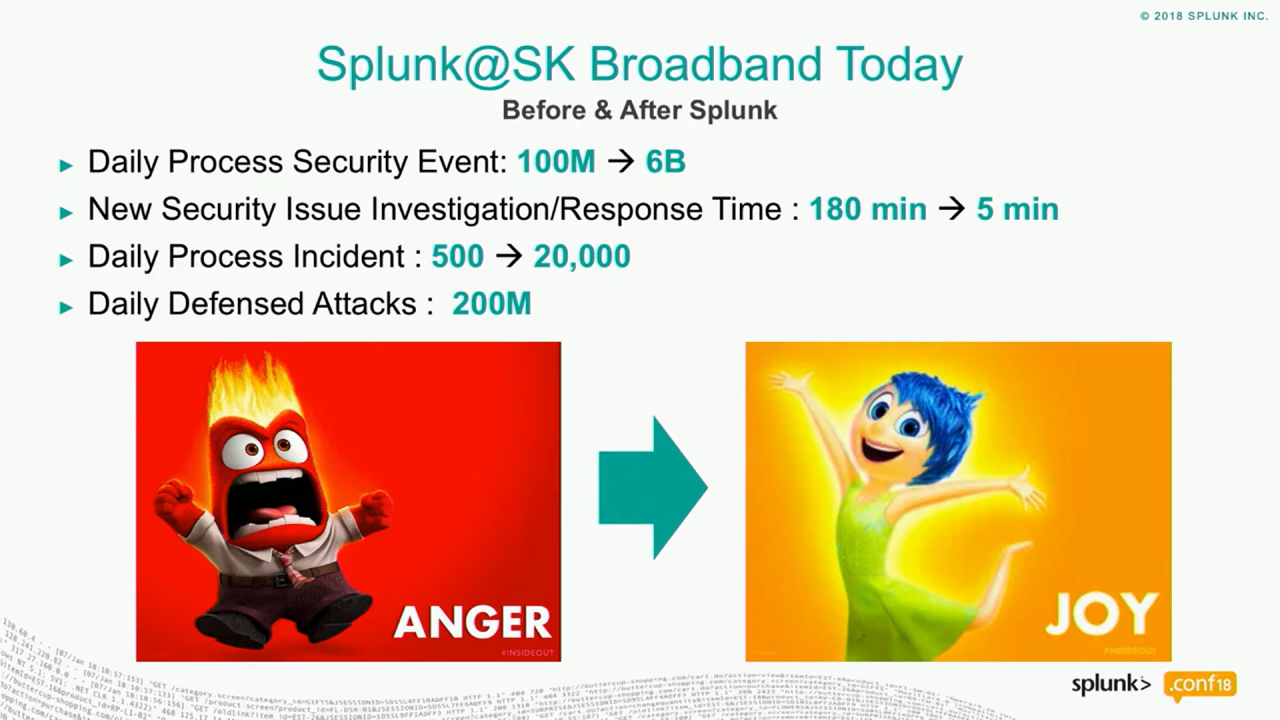 © 2018 SPLUNK INC.
Splunk@SK Broadband Today
Before & After Splunk
▸ Daily Process Security Event: 100M → 6B
▸ New Security Issue Investigation/Response Time : 180 min → 5 min
▸ Daily Process Incident : 500 → 20,000
▸ Daily Defensed Attacks : 200M
ANGER
#INSIDEOUT
JOY
#INSIDEOUT
splunk> .conf18